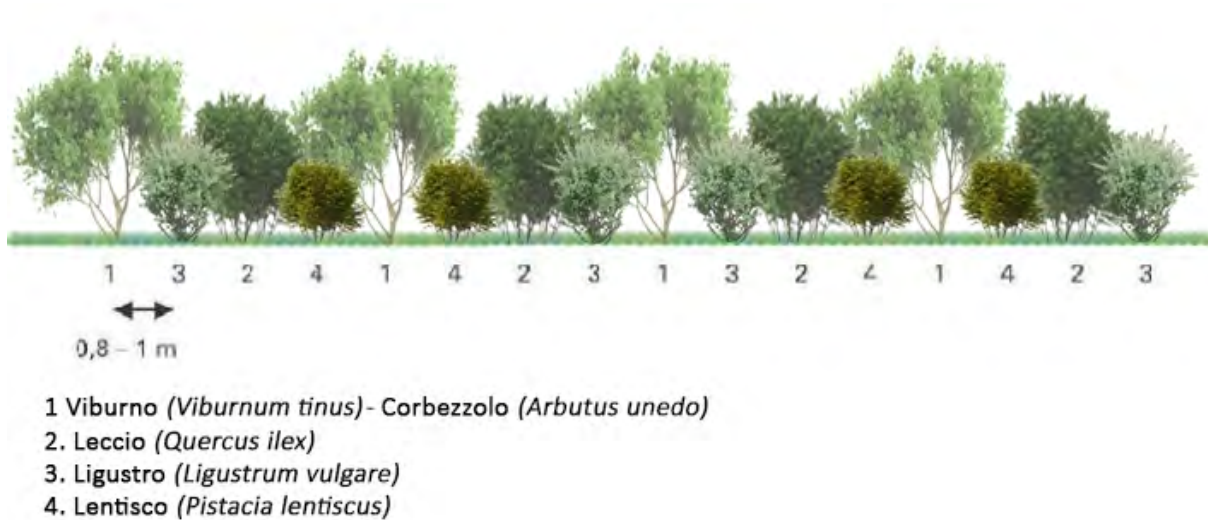 1 3 2 4 1 4 2 3 1 3 2 4 1 4 2 3
0,8 – 1 m
1 Viburno (Viburnum tinus) - Corbezzolo (Arbutus unedo)
2. Leccio (Quercus ilex)
3. Ligustro (Ligustrum vulgare)
4. Lentisco (Pistacia lentiscus)